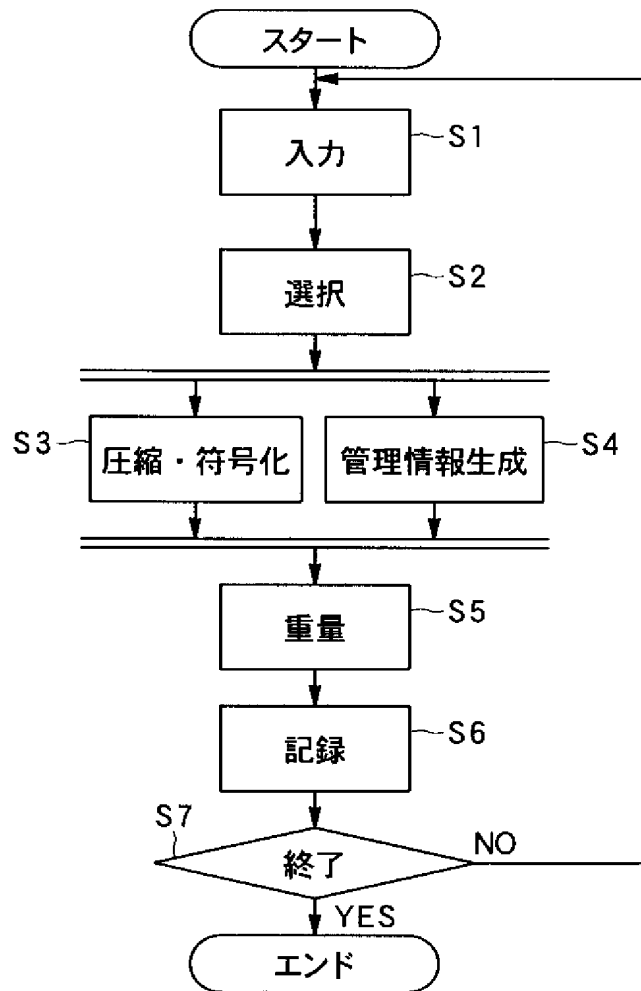 スタート
入力
S1
選択
S2
S3
圧縮・符号化
管理情報生成
S4
重量
S5
記録
S6
S7
終了
NO
YES
エンド